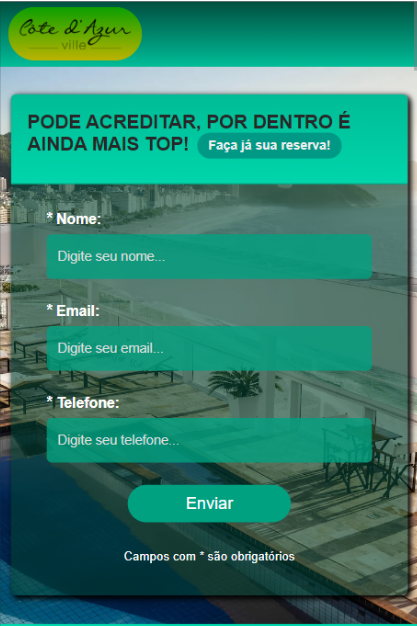 Cote d'Azur
ville
PODE ACREDITAR, POR DENTRO É
AINDA MAIS TOP! Faça já sua reserva!
* Nome:
Digite seu nome...
* Email:
Digite seu email...
* Telefone:
Digite seu telefone...
Enviar
Campos com * são obrigatórios